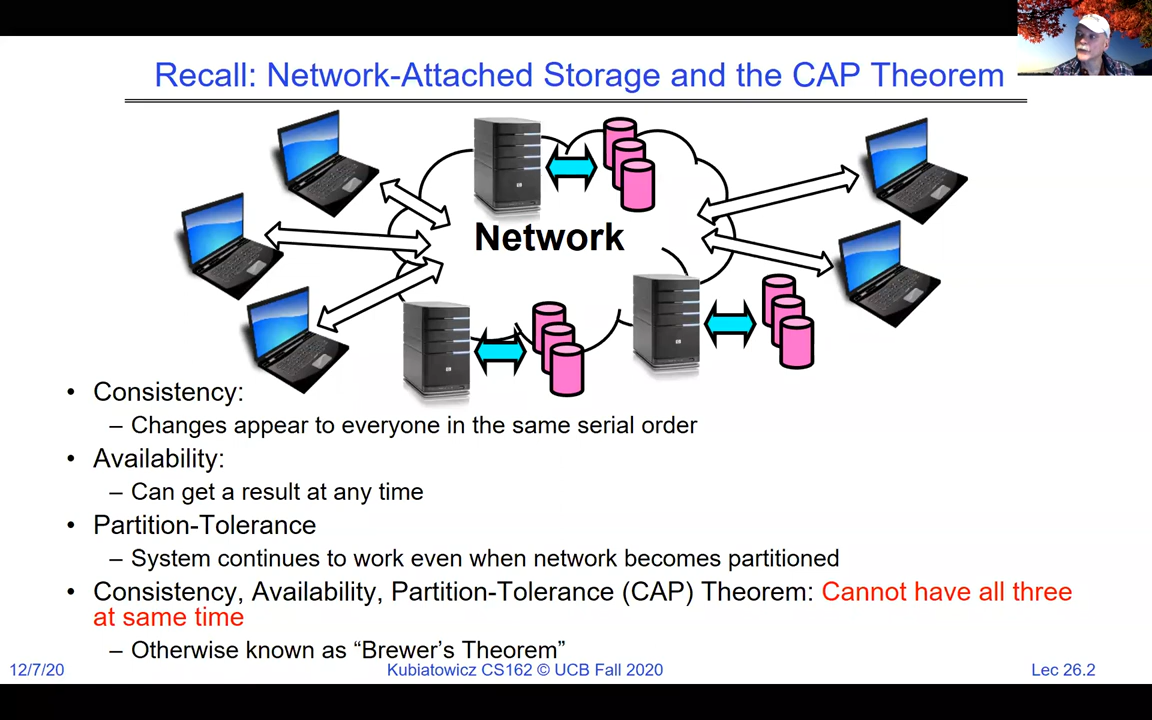 Recall: Network-Attached Storage and the CAP Theorem
Network
• Consistency:
– Changes appear to everyone in the same serial order
• Availability:
– Can get a result at any time
• Partition-Tolerance
– System continues to work even when network becomes partitioned
• Consistency, Availability, Partition-Tolerance (CAP) Theorem: Cannot have all three
at same time
– Otherwise known as “Brewer’s Theorem”
12/7/20
Kubiatowicz CS162 © UCB Fall 2020
Lec 26.2